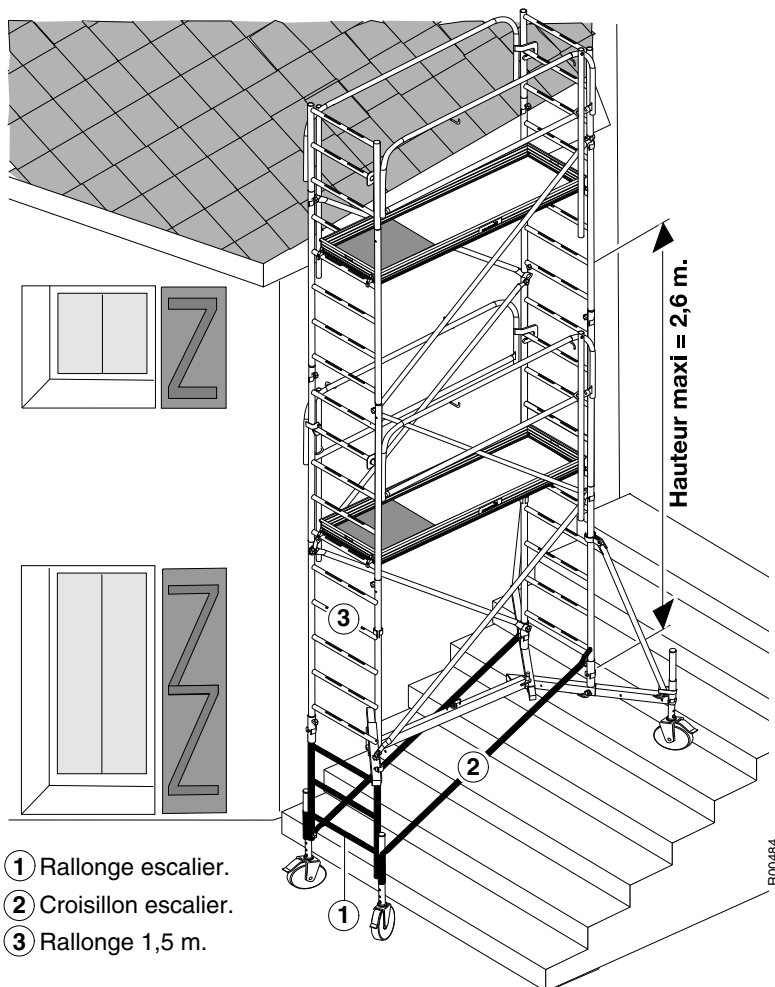 Hauteur maxi = 2,6 m.
3
2
1
1 Rallonge escalier.
2 Croisillon escalier.
3 Rallonge 1,5 m.
B00484